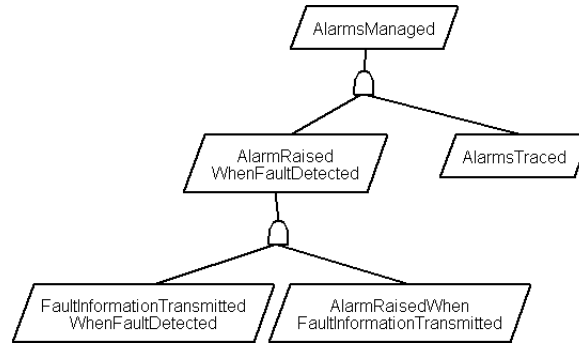 AlarmsManaged
AlarmRaised
WhenFaultDetected
AlarmsTraced
FaultInformationTransmitted
WhenFaultDetected
AlarmRaisedWhen
FaultInformationTransmitted